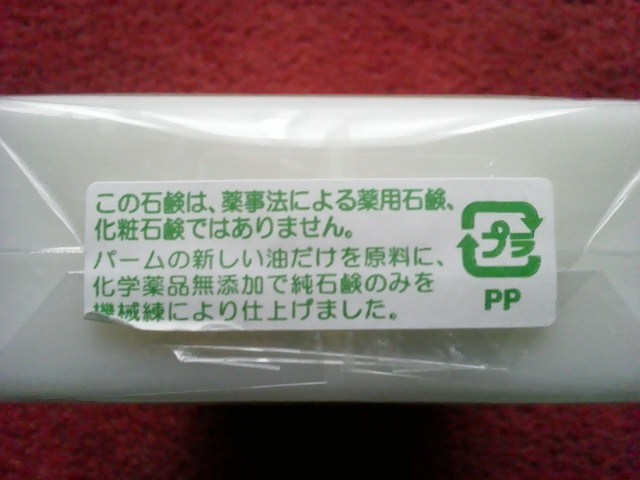 この石鹸は、薬事法による薬用石鹸、
化粧石鹸ではありません。
パームの新しい油だけを原料に、
化学薬品無添加で純石鹸のみを
機械練により仕上げました。
プラ
PP